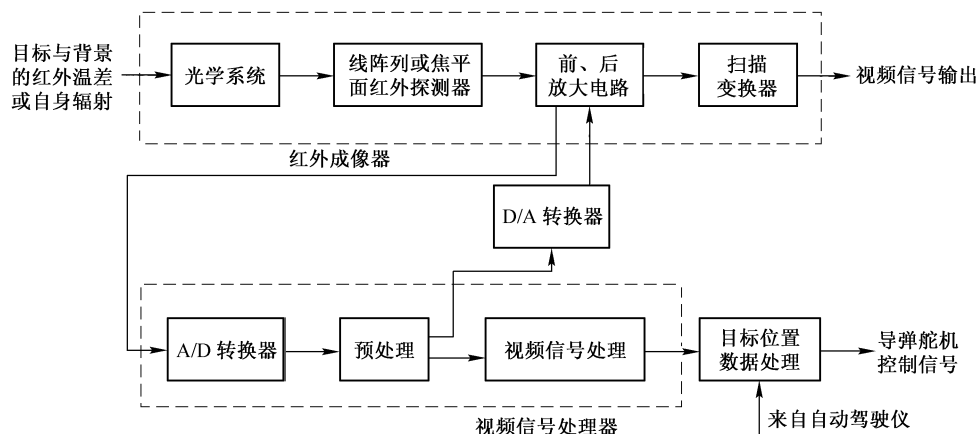 目标与背景
的红外温差
或自身辐射
光学系统
线阵列或焦平
面红外探测器
前、后
放大电路
扫描
变换器
视频信号输出
红外成像器
D/A 转换器
A/D 转换器
预处理
视频信号处理
目标位置
数据处理
导弹舵机
控制信号
视频信号处理器
来自自动驾驶仪